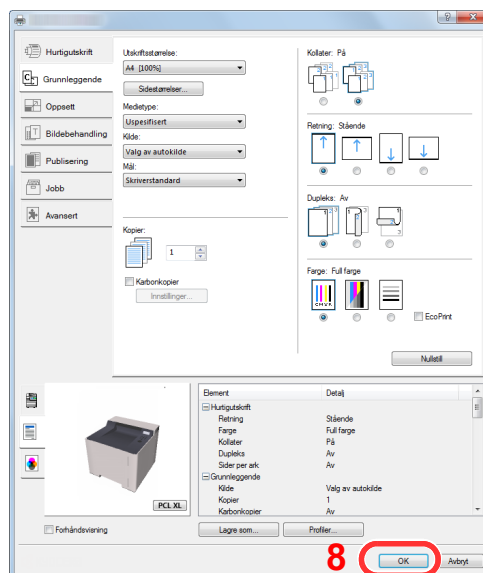 Hurtigutskrift
Grunnleggende
Oppsett
Bildebehandling
Publisering
Jobb
Avansert
Utskriftsstørrelse:
A4 [100%]
Sidestørrelser...
Medietype:
Uspesifisert
Kilde:
Valg av autokilde
Mål:
Skriverstandard
Kopier:
1
Karbonkopier
Innstillinger...
Kollater: På
Retning: Stående
Dupleks: Av
Farge: Full farge
CMYK
EcoPrint
Nullstill
PCL XL
Forhåndsvisning
Element Detalj
Hurtigutskrift
Retning Stående
Farge Full farge
Kollater På
Dupleks Av
Sider per ark Av
Grunnleggende
Kilde Valg av autokilde
Kopier 1
Karbonkopier Av
Lagre som... Profiler...
8 OK Avbryt